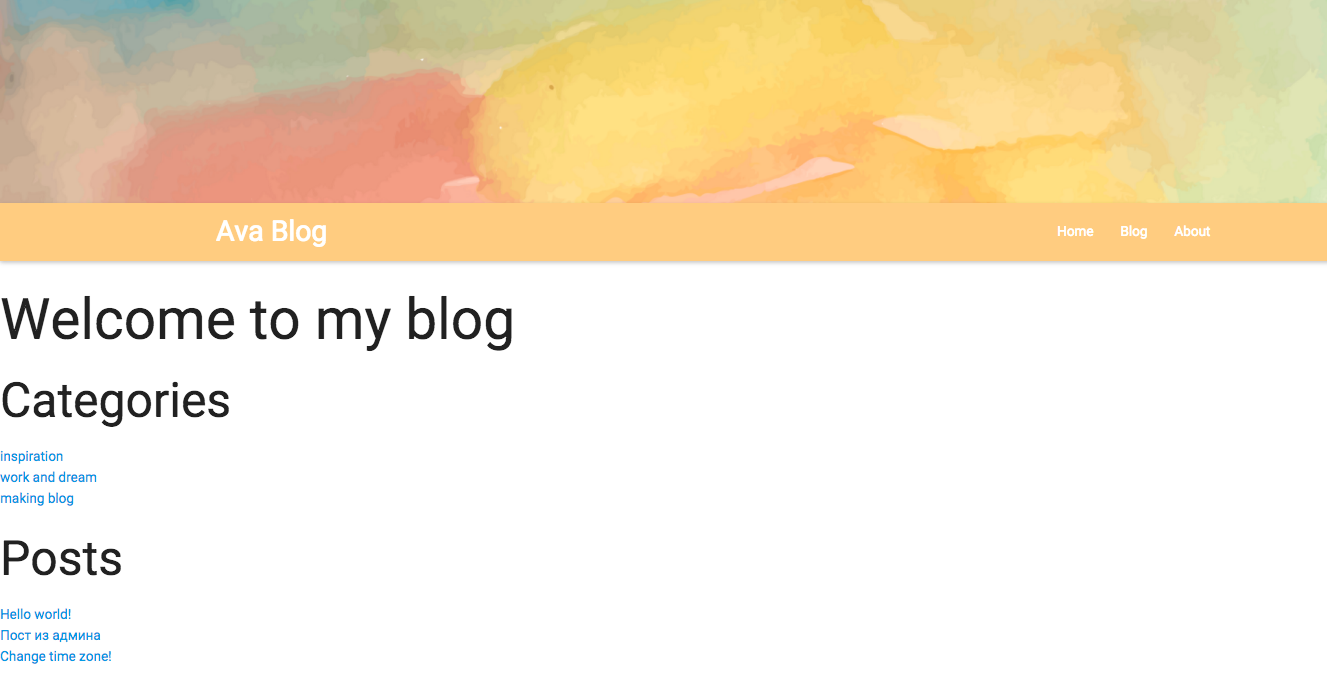 Ava Blog
Home Blog About
Welcome to my blog
Categories
inspiration
work and dream
making blog
Posts
Hello world!
Пост из админа
Change time zone!